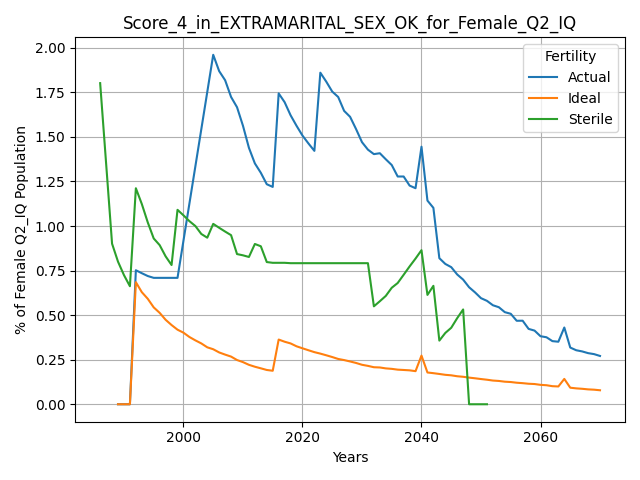 Score_4_in_EXTRAMARITAL_SEX_OK_for_Female_Q2_IQ
Fertility
Actual
Ideal
Sterile
% of Female Q2_IQ Population
2.00
1.75
1.50
1.25
1.00
0.75
0.50
0.25
0.00
2000 2020 2040 2060
Years